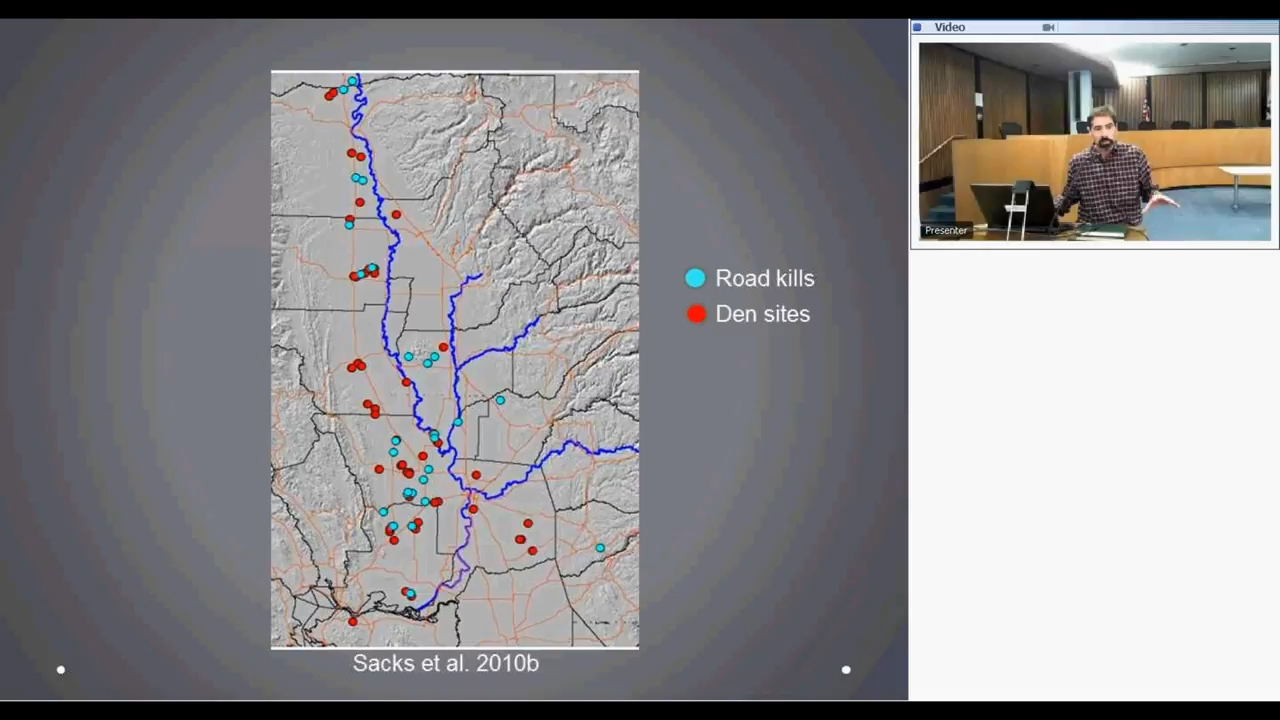 Video
Presenter
Road kills
Den sites
Sacks et al. 2010b